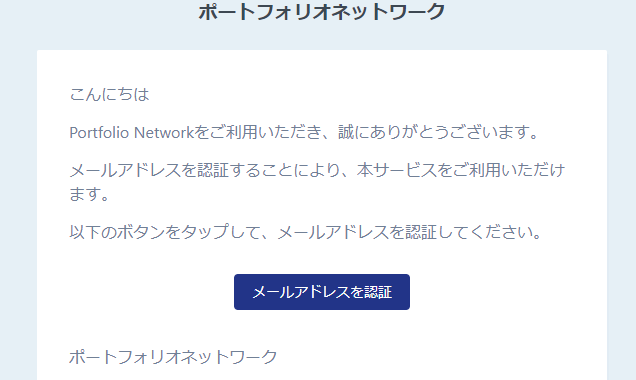 ポートフォリオネットワーク
こんにちは
Portfolio Networkをご利用いただき、誠にありがとうございます。
メールアドレスを認証することにより、本サービスをご利用いただけ
ます。
以下のボタンをタップして、メールアドレスを認証してください。
メールアドレスを認証
ポートフォリオネットワーク